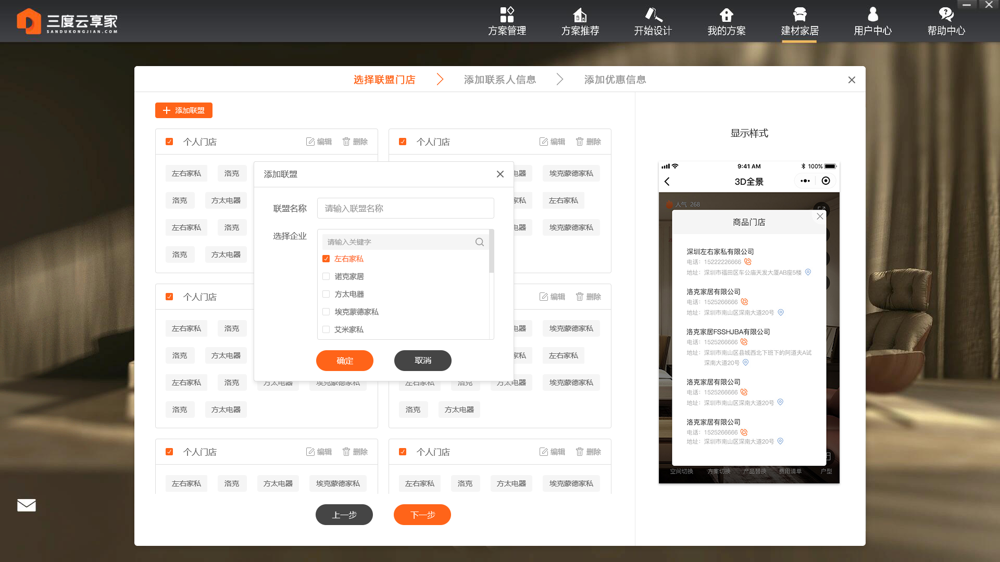 三度云享家
SANDUKONGJIAN.COM
方案管理
方案推荐
开始设计
我的方案
建材家居
用户中心
帮助中心
选择联盟门店
添加联系人信息
添加优惠信息
添加联盟
个人门店 编辑 删除
个人门店 编辑 删除
左右家私 洛克
电器 埃克蒙德家私
洛克 方太电器
家私 左右家私
左右家私 洛克
电器 埃克蒙德家私
洛克 方太电器
添加联盟
联盟名称 请输入联盟名称
选择企业 请输入关键字
左右家私
诺克家居
方太电器
埃克蒙德家私
艾米家私
确定 取消
个人门店
编辑 删除
左右家私 洛克
电器 埃克蒙德家私
洛克 方太电器
家私 左右家私
左右家私 洛克 方太电器 埃克蒙德家私
左右家私 洛克 方太电器 埃克蒙德家私
洛克 方太电器
洛克 方太电器
个人门店 编辑 删除
个人门店 编辑 删除
左右家私 洛克 方太电器 埃克蒙德家私
左右家私 洛克 方太电器 埃克蒙德家私
上一步 下一步
显示样式
9:41 AM 100%
3D全景
人气 268
商品门店
深圳左右家私有限公司
电话：15222226666
地址：深圳市福田区车公庙天发大厦AB座5楼
洛克家居有限公司
电话：1525266666
地址：深圳市南山区深南大道20号
洛克家居FSSHJBA有限公司
电话：1525266666
地址：深圳市南山区县城西北下班下的阿道夫A试
深南大道20号
洛克家居有限公司
电话：1525266666
地址：深圳市南山区深南大道20号
洛克家居有限公司
电话：1525266666
地址：深圳市南山区深南大道20号
空间切换 方案切换 产品替换 费用清单 户型